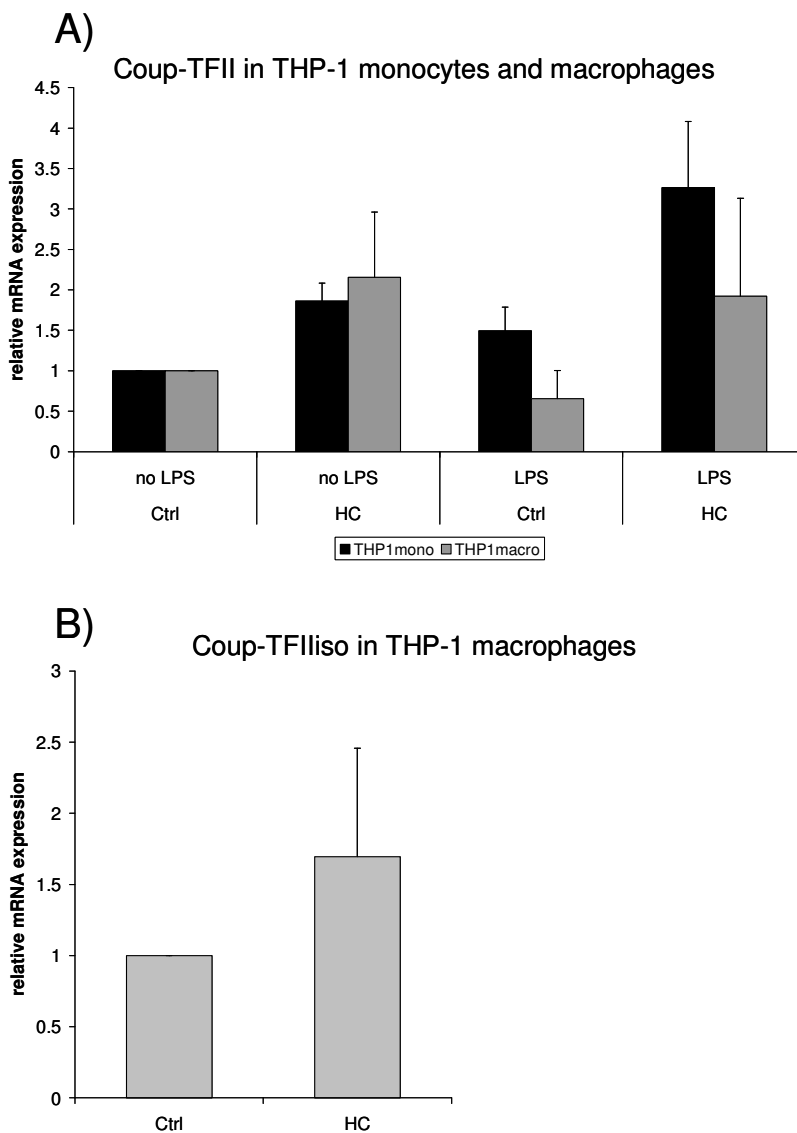 A)
Coup-TFII in THP-1 monocytes and macrophages
relative mRNA expression
4.5
4
3.5
3
2.5
2
1.5
1
0.5
0
no LPS no LPS LPS LPS
Ctrl HC Ctrl HC
THP1mono THP1macro
B)
Coup-TFIIiso in THP-1 macrophages
relative mRNA expression
3
2.5
2
1.5
1
0.5
0
Ctrl HC